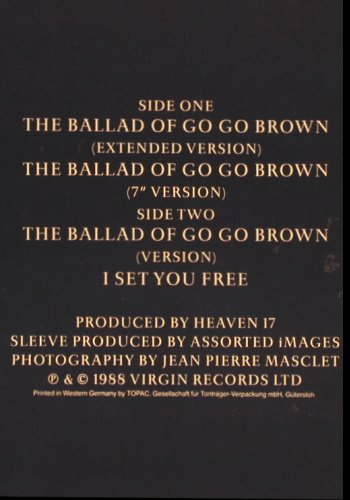 SIDE ONE
THE BALLAD OF GO GO BROWN
(EXTENDED VERSION)
THE BALLAD OF GO GO BROWN
(7" VERSION)
SIDE TWO
THE BALLAD OF GO GO BROWN
(VERSION)
I SET YOU FREE
PRODUCED BY HEAVEN 17
SLEEVE PRODUCED BY ASSORTED iMAGES
PHOTOGRAPHY BY JEAN PIERRE MASCLET
℗ & © 1988 VIRGIN RECORDS LTD
Printed in Western Germany by TOPAC, Gesellschaft für Tonträger-Verpackung mbH, Gütersloh